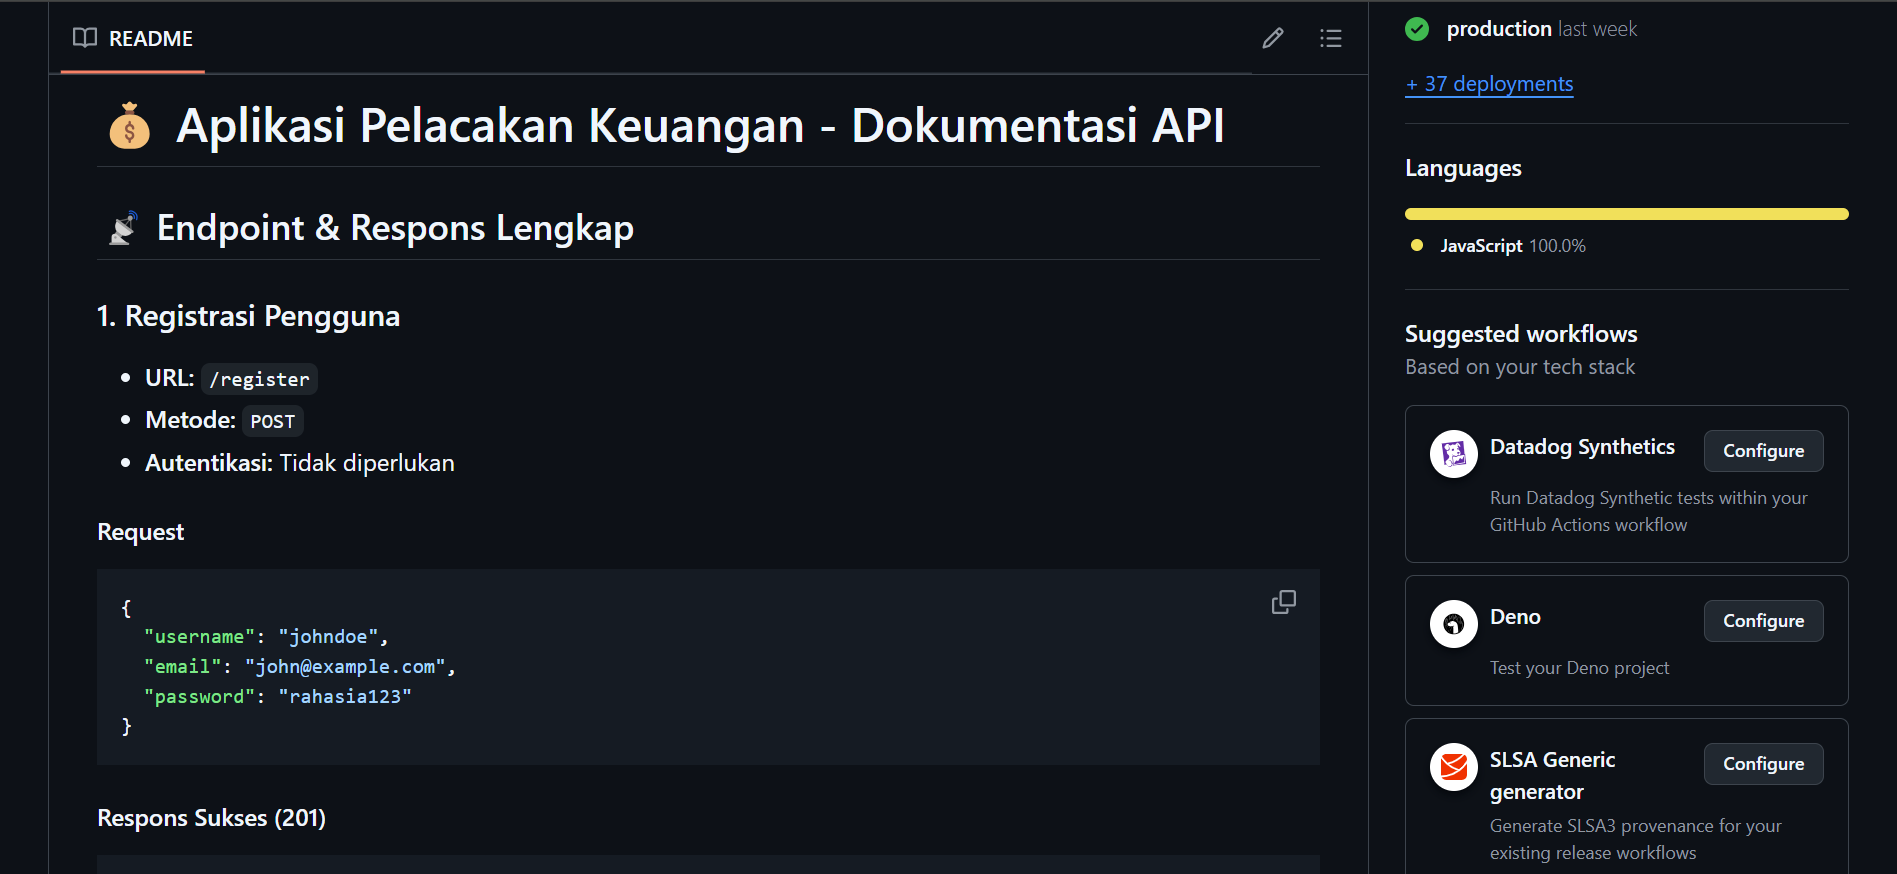 README
Aplikasi Pelacakan Keuangan - Dokumentasi API
Endpoint & Respons Lengkap
1. Registrasi Pengguna
URL: /register
Metode: POST
Autentikasi: Tidak diperlukan
Request
{
"username": "johndoe",
"email": "john@example.com",
"password": "rahasia123"
}
Respons Sukses (201)
production last week
+ 37 deployments
Languages
JavaScript 100.0%
Suggested workflows
Based on your tech stack
Datadog Synthetics
Configure
Run Datadog Synthetic tests within your
GitHub Actions workflow
Deno
Configure
Test your Deno project
SLSA Generic
generator
Configure
Generate SLSA3 provenance for your
existing release workflows